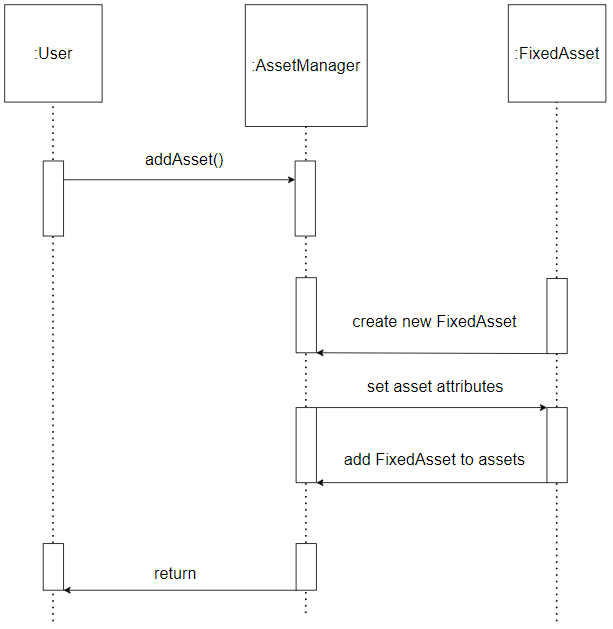 :User
:AssetManager
:FixedAsset
addAsset()
create new FixedAsset
set asset attributes
add FixedAsset to assets
return